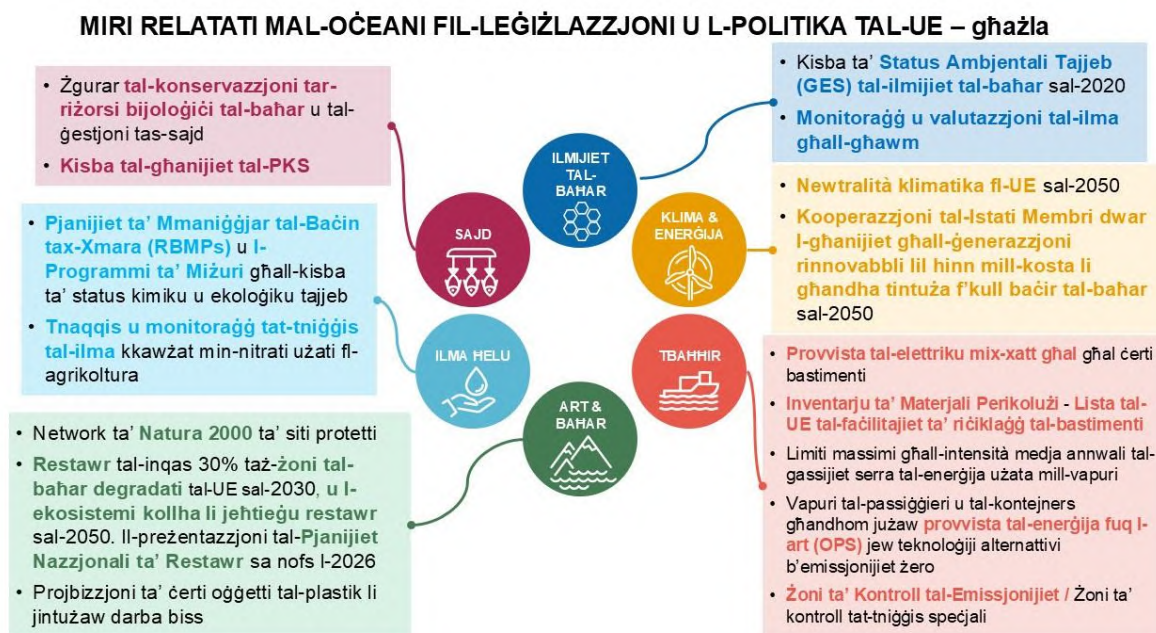 MIRI RELATATI MAL-OĊEANI FIL-LEĠIŻLAZZJONI U L-POLITIKA TAL-UE – għażla
• Żgurar tal-konservazzjoni tar-
riżorsi bijoloġiċi tal-baħar u tal-
ġestjoni tas-sajd
• Kisba tal-għanijiet tal-PKS
• Pjanijiet ta’ Mmaniġġjar tal-Baċin
tax-Xmara (RBMPs) u l-
Programmi ta’ Miżuri għall-kisba
ta’ status kimiku u ekoloġiku tajjeb
• Tnaqqis u monitoraġġ tat-tniġġis
tal-ilma kkawżat min-nitrati użati fl-
agrikoltura
• Network ta’ Natura 2000 ta’ siti protetti
• Restawr tal-inqas 30% taż-żoni tal-
baħar degradati tal-UE sal-2030, u l-
ekosistemi kollha li jeħtieġu restawr
sal-2050. Il-preżentazzjoni tal-Pjanijiet
Nazzjonali ta’ Restawr sa nofs l-2026
• Projbizzjoni ta’ ċerti oġġetti tal-plastik li
jintużaw darba biss
ILMIJIET
TAL-
BAĦAR
SAJD
KLIMA &
ENERĠIJA
ILMA ĦELU
TBAĦĦIR
ART &
BAĦAR
• Kisba ta’ Status Ambjentali Tajjeb
(GES) tal-ilmijiet tal-baħar sal-2020
• Monitoraġġ u valutazzjoni tal-ilma
għall-għawm
• Newtralità klimatika fl-UE sal-2050
• Kooperazzjoni tal-Istati Membri dwar
l-għanijiet għall-ġenerazzjoni
rinnovabbli lil hinn mill-kosta li
għandha tintuża f’kull baċir tal-baħar
sal-2050
• Provvista tal-elettriku mix-xatt għal għal ċerti
bastimenti
• Inventarju ta’ Materjali Perikolużi - Lista tal-
UE tal-faċilitajiet ta’ riċiklaġġ tal-bastimenti
• Limiti massimi għall-intensità medja annwali tal-
gassijiet serra tal-enerġija użata mill-vapuri
• Vapuri tal-passiġġieri u tal-kontejners
għandhom jużaw provvista tal-enerġija fuq l-
art (OPS) jew teknoloġiji alternattivi
b’emissjonijiet żero
• Żoni ta’ Kontroll tal-Emissjonijiet / Żoni ta’
kontroll tat-tniġġis speċjali